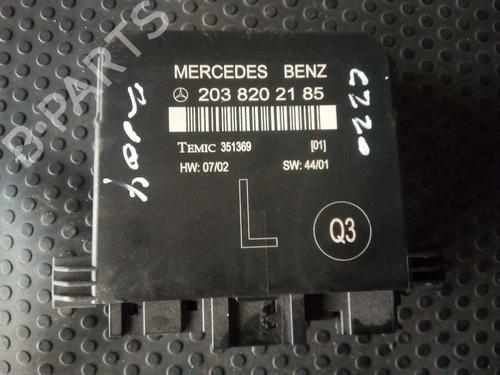 B-PARTS
MERCEDES BENZ
203 820 21 85
TEMIC 351369 [01]
HW: 07/02 SW: 44/01
L
Q3
C220